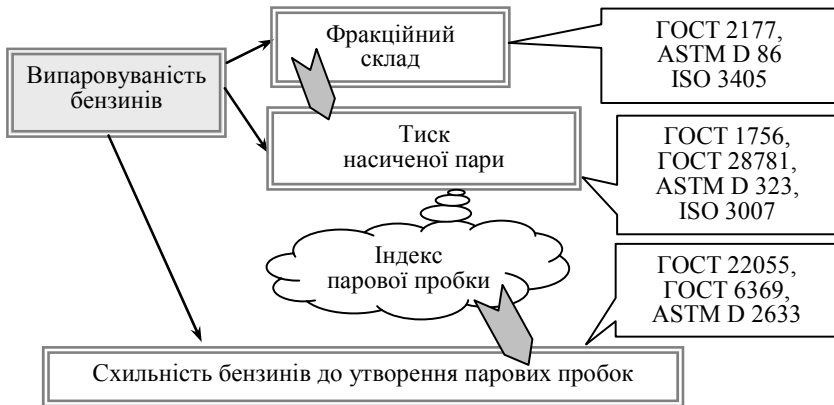 Випаровуваність
бензинів
Фракційний
склад
ГОСТ 2177,
ASTM D 86
ISO 3405
Тиск
насиченої пари
ГОСТ 1756,
ГОСТ 28781,
ASTM D 323,
ISO 3007
Індекс
парової пробки
ГОСТ 22055,
ГОСТ 6369,
ASTM D 2633
Схильність бензинів до утворення парових пробок